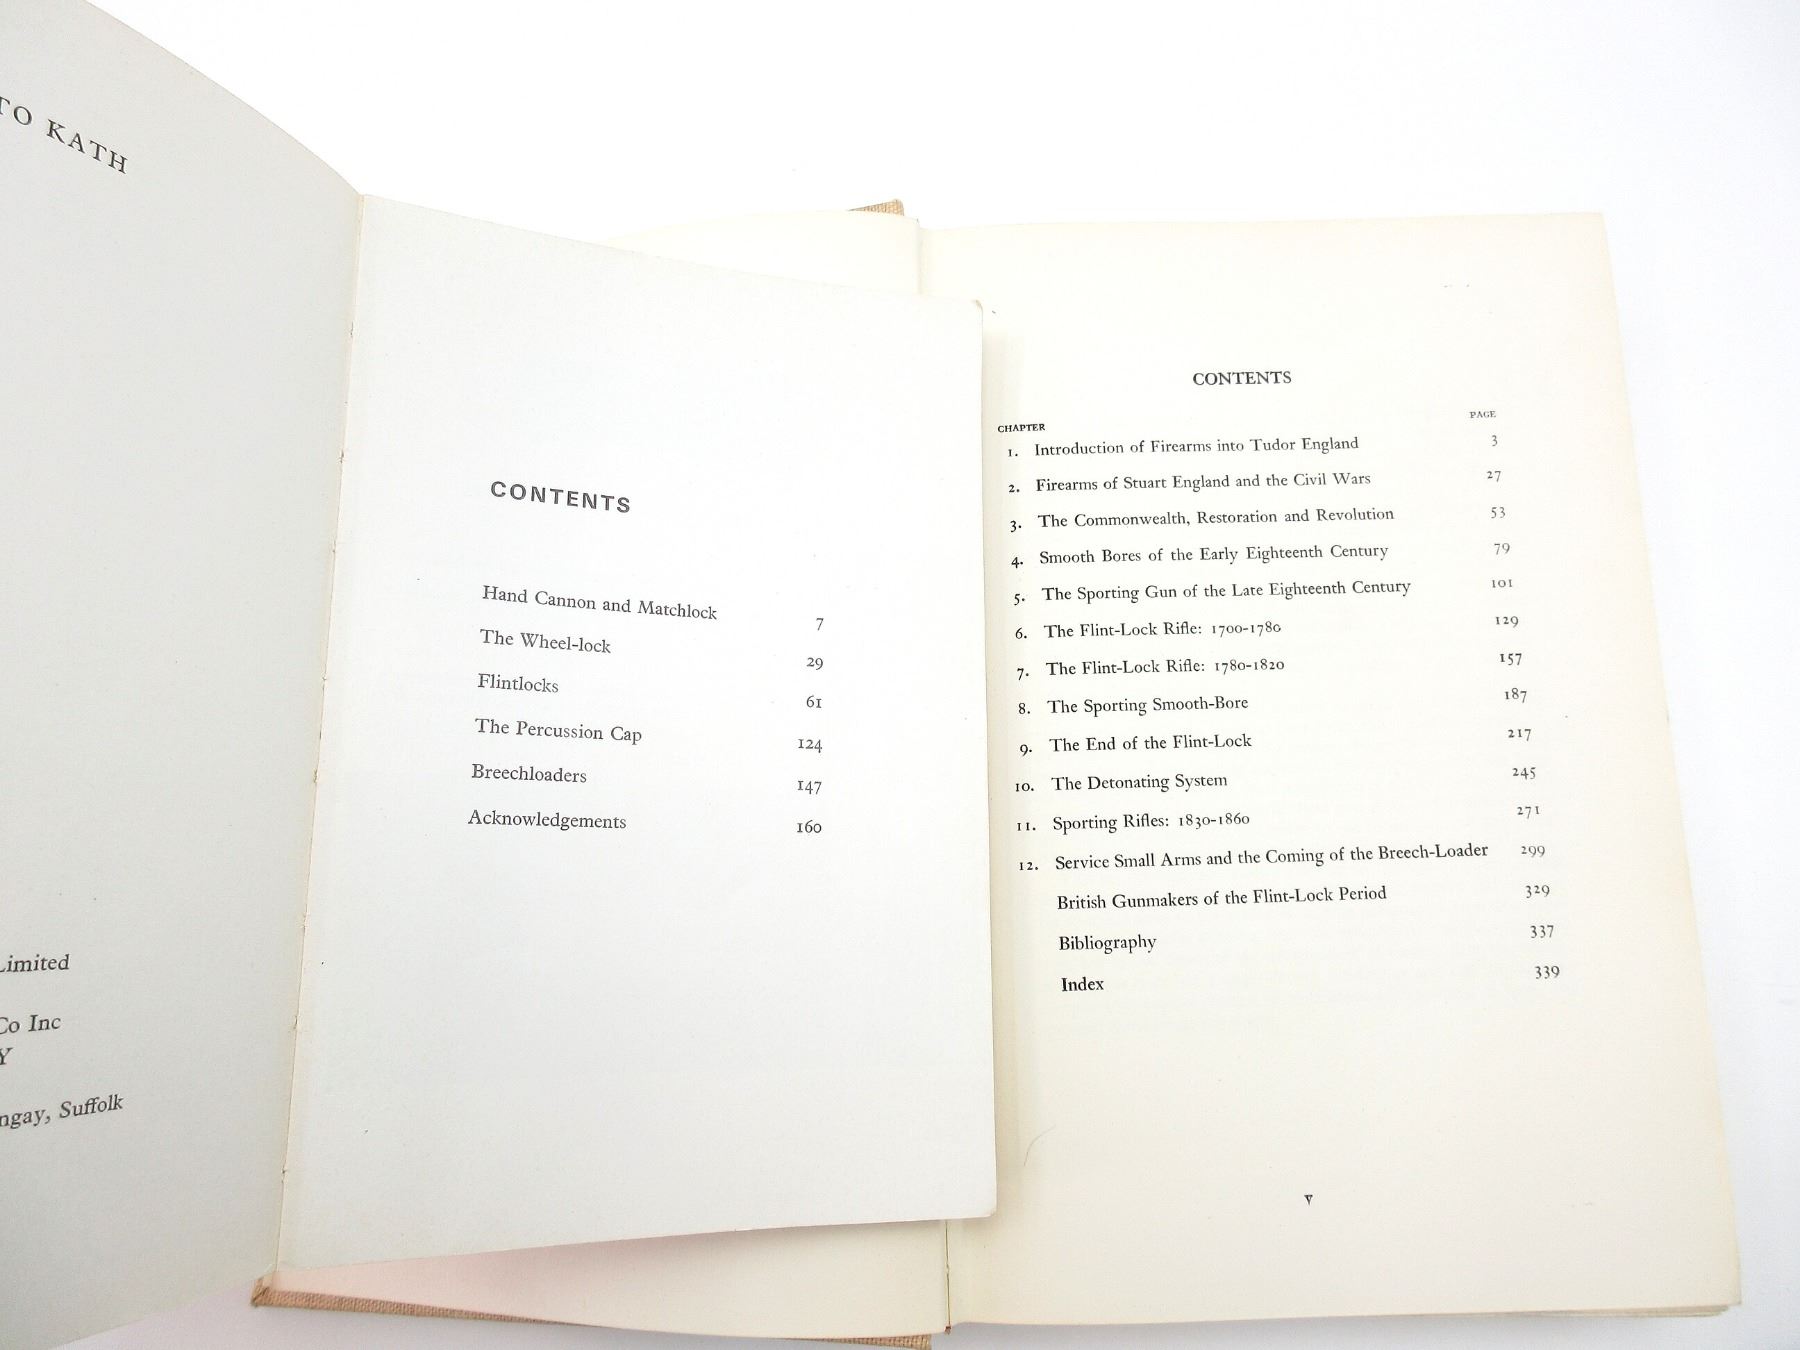 TO KATH
Limited
Co Inc
Y
ngay, Suffolk
CONTENTS
Hand Cannon and Matchlock 7
The Wheel-lock 29
Flintlocks 61
The Percussion Cap 124
Breechloaders 147
Acknowledgements 160
CONTENTS
CHAPTER PAGE
1. Introduction of Firearms into Tudor England 3
2. Firearms of Stuart England and the Civil Wars 27
3. The Commonwealth, Restoration and Revolution 53
4. Smooth Bores of the Early Eighteenth Century 79
5. The Sporting Gun of the Late Eighteenth Century 101
6. The Flint-Lock Rifle: 1700-1780 129
7. The Flint-Lock Rifle: 1780-1820 157
8. The Sporting Smooth-Bore 187
9. The End of the Flint-Lock 217
10. The Detonating System 245
11. Sporting Rifles: 1830-1860 271
12. Service Small Arms and the Coming of the Breech-Loader 299
British Gunmakers of the Flint-Lock Period 329
Bibliography 337
Index 339
v